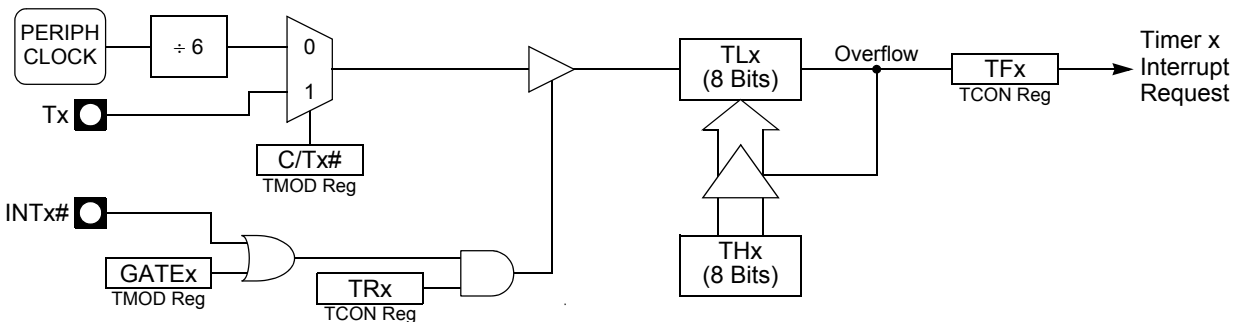 PERIPH
CLOCK
÷ 6
0
1
Tx
C/Tx#
TMOD Reg
INTx#
GATEx
TMOD Reg
TRx
TCON Reg
TLx
(8 Bits)
Overflow
TFx
TCON Reg
Timer x
Interrupt
Request
THx
(8 Bits)